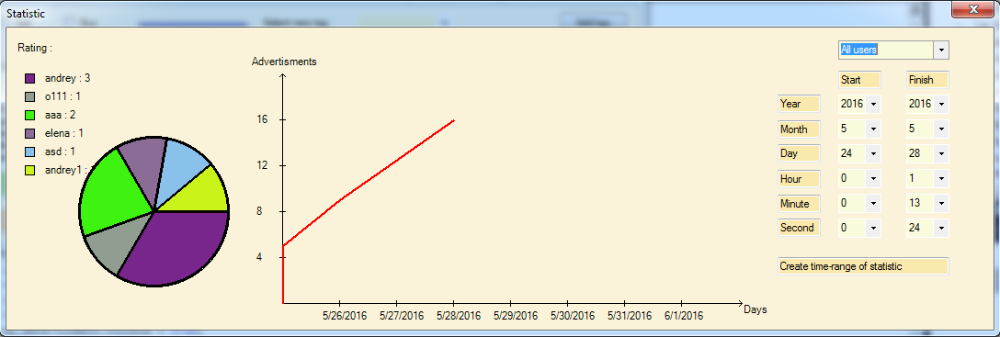 Statistic
Rating :
andrey : 3
o111 : 1
aaa : 2
elena : 1
asd : 1
andrey1 :
Advertisments
16
12
8
4
5/26/2016 5/27/2016 5/28/2016 5/29/2016 5/30/2016 5/31/2016 6/1/2016
Days
All users
Start Finish
Year 2016 2016
Month 5 5
Day 24 28
Hour 0 1
Minute 0 13
Second 0 24
Create time-range of statistic